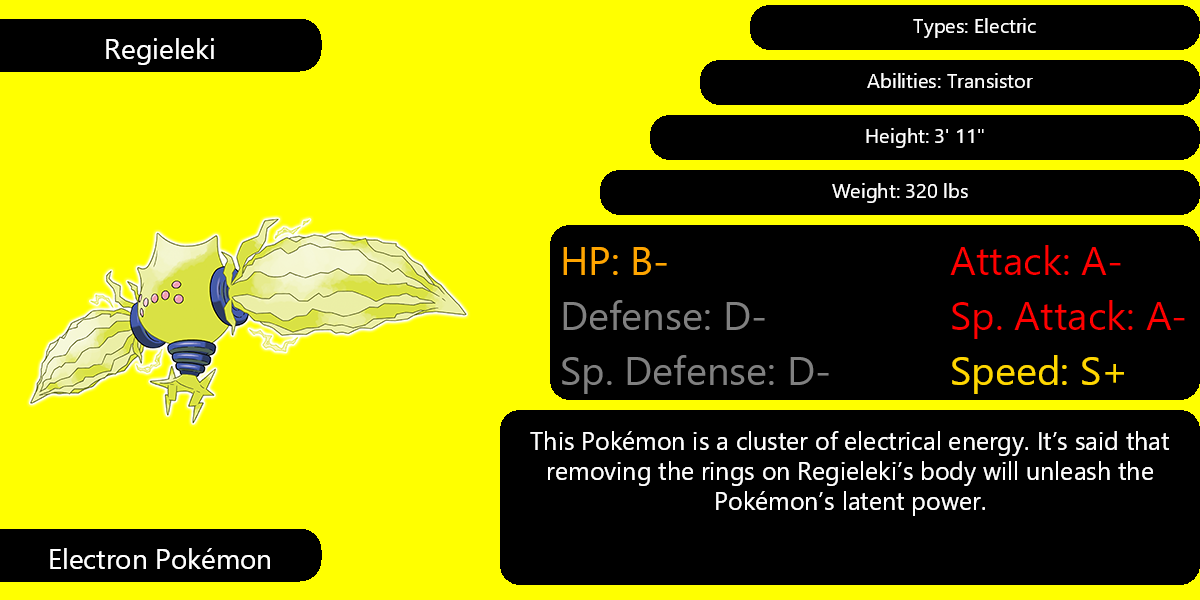 Regieleki
Types: Electric
Abilities: Transistor
Height: 3' 11"
Weight: 320 lbs
HP: B-
Attack: A-
Defense: D-
Sp. Attack: A-
Sp. Defense: D-
Speed: S+
This Pokémon is a cluster of electrical energy. It’s said that
removing the rings on Regieleki’s body will unleash the
Pokémon’s latent power.
Electron Pokémon